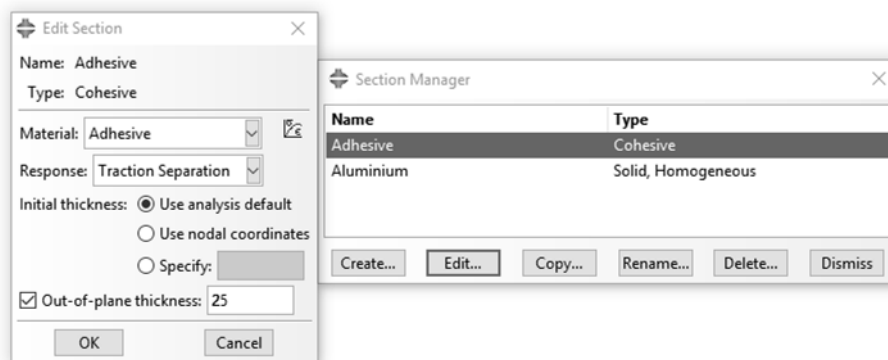 Edit Section
Name: Adhesive
Type: Cohesive
Material: Adhesive
Response: Traction Separation
Initial thickness: Use analysis default
Use nodal coordinates
Specify:
Out-of-plane thickness: 25
OK Cancel
Section Manager
Name Type
Adhesive Cohesive
Aluminium Solid, Homogeneous
Create... Edit... Copy... Rename... Delete... Dismiss